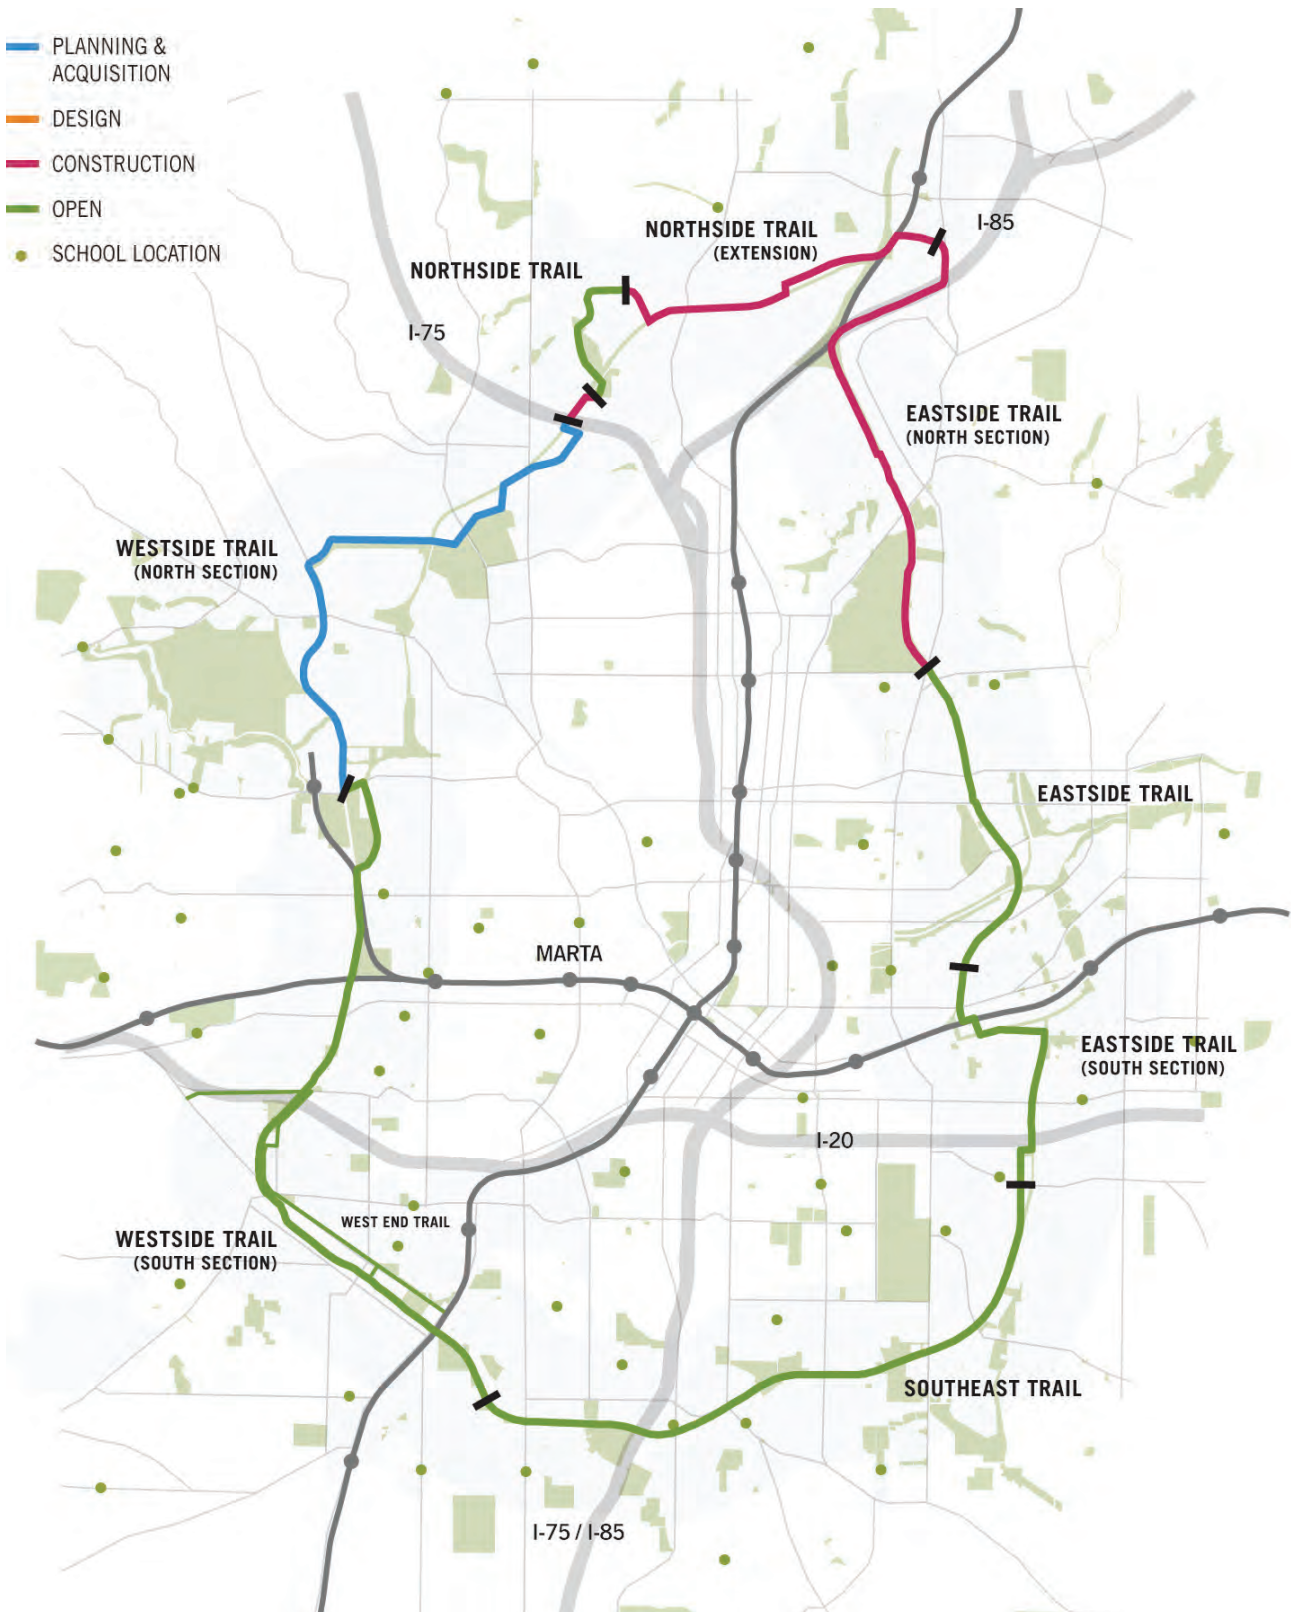 PLANNING &
ACQUISITION
DESIGN
CONSTRUCTION
OPEN
SCHOOL LOCATION
NORTHSIDE TRAIL
(EXTENSION)
I-85
NORTHSIDE TRAIL
I-75
EASTSIDE TRAIL
(NORTH SECTION)
WESTSIDE TRAIL
(NORTH SECTION)
EASTSIDE TRAIL
MARTA
EASTSIDE TRAIL
(SOUTH SECTION)
I-20
WEST END TRAIL
WESTSIDE TRAIL
(SOUTH SECTION)
SOUTHEAST TRAIL
I-75 / I-85